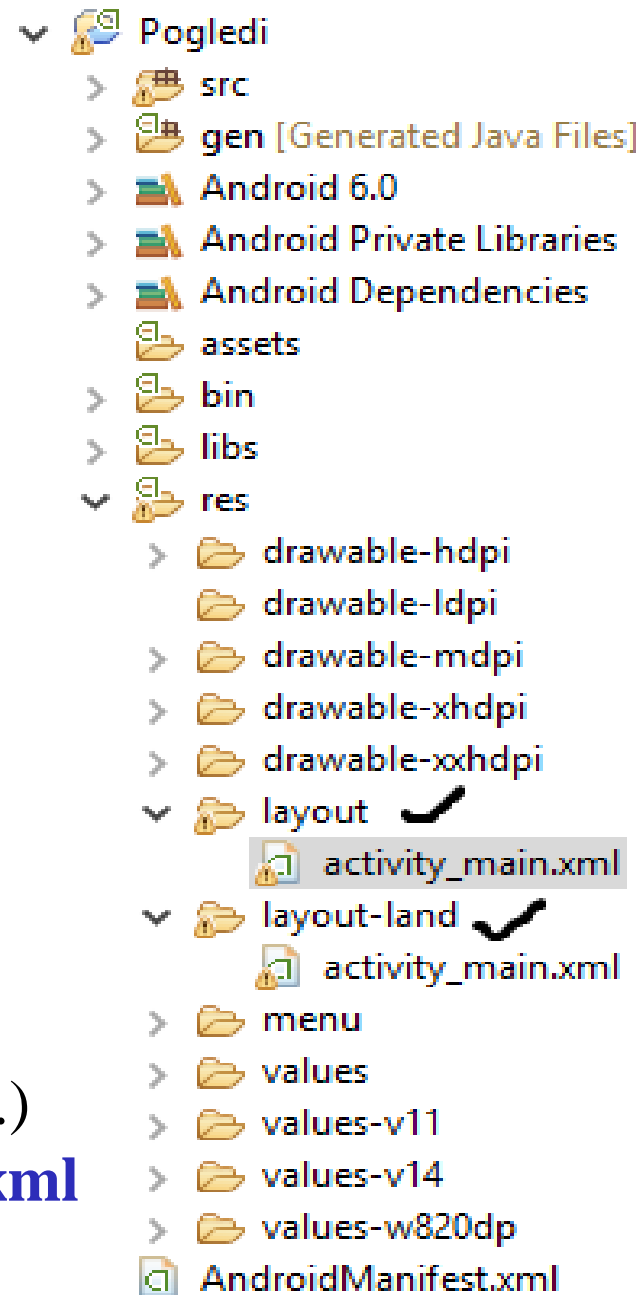 Pogledi
src
gen [Generated Java Files]
Android 6.0
Android Private Libraries
Android Dependencies
assets
bin
libs
res
drawable-hdpi
drawable-ldpi
drawable-mdpi
drawable-xhdpi
drawable-xxhdpi
layout
activity_main.xml
layout-land
activity_main.xml
menu
values
.)
values-v11
xml
values-v14
values-w820dp
AndroidManifest.xml